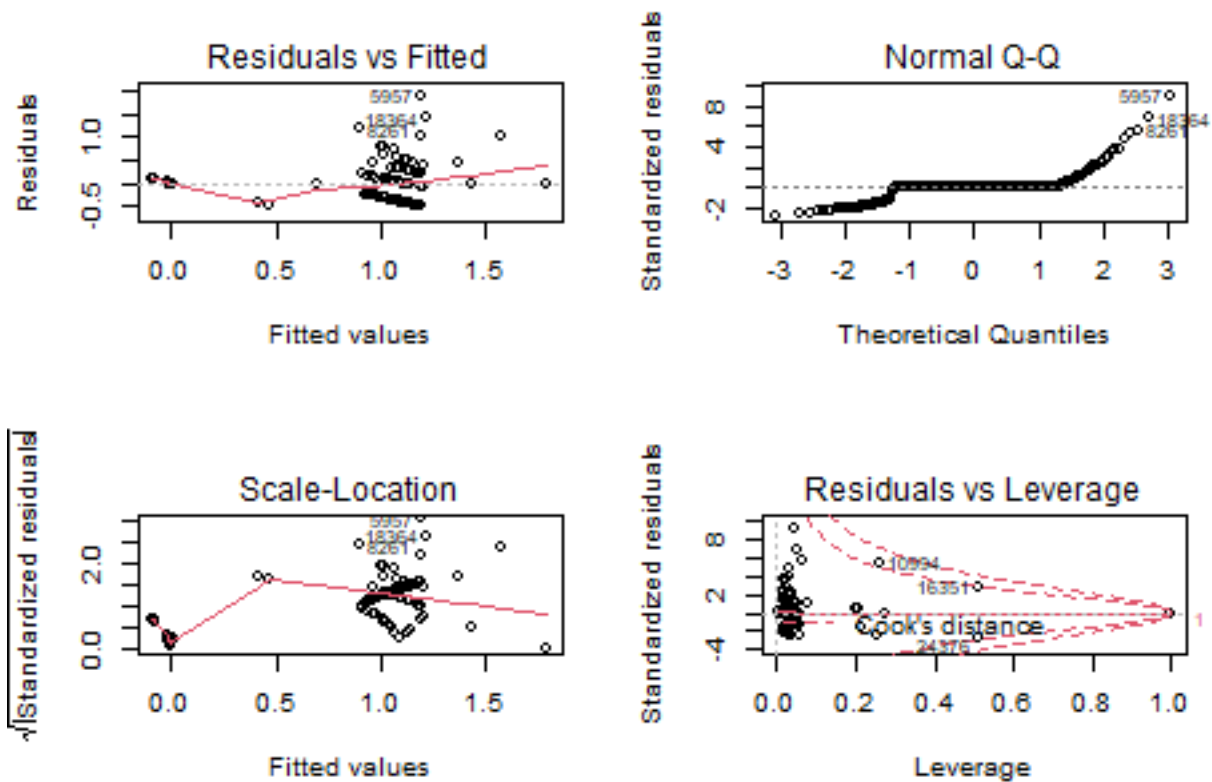 Residuals vs Fitted
Residuals
1.0
-0.5
5957
18364
8261
0.0 0.5 1.0 1.5
Fitted values
Normal Q-Q
Standardized residuals
8
4
-2
5957
18364
8261
-3 -2 -1 0 1 2 3
Theoretical Quantiles
Scale-Location
√|Standardized residuals|
2.0
0.0
5957
18364
8261
0.0 0.5 1.0 1.5
Fitted values
Residuals vs Leverage
Standardized residuals
8
2
-4
10994
16351
Cook's distance
24376
1
0.0 0.2 0.4 0.6 0.8 1.0
Leverage